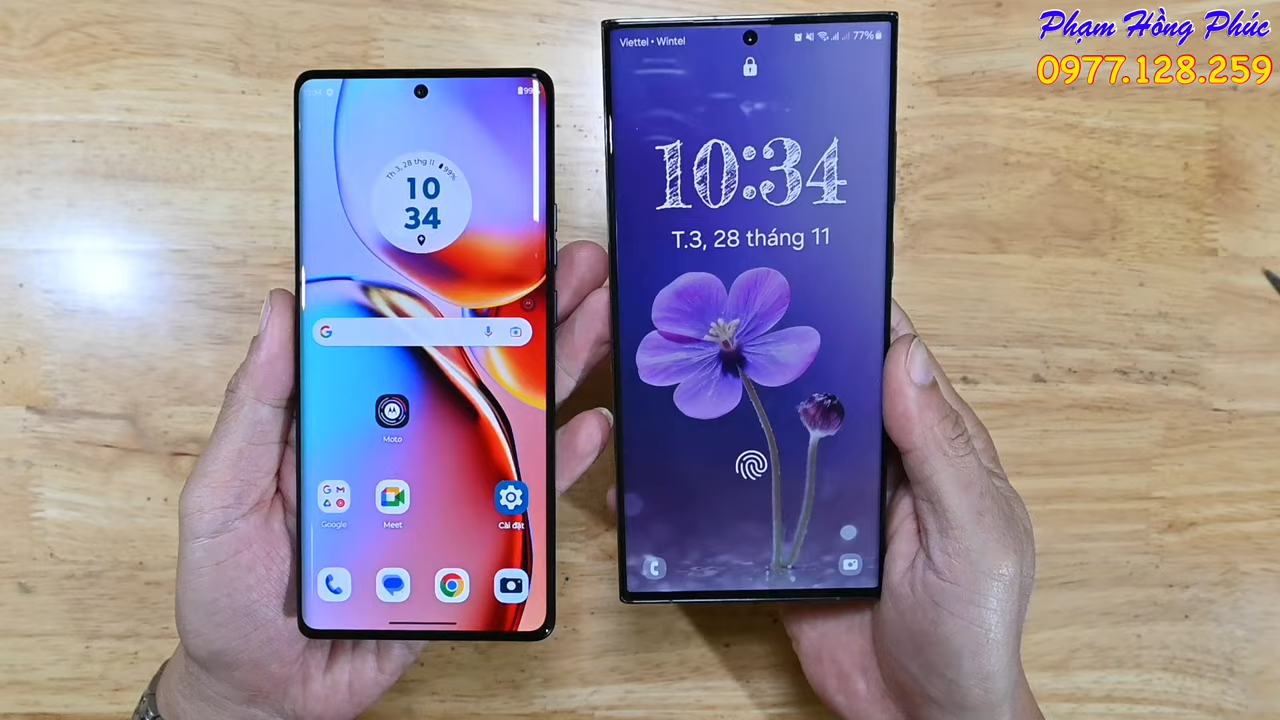 Phạm Hồng Phúc
0977.128.259
Viettel • Wintel
77%
10:34
T.3, 28 tháng 11
99%
Th 3, 28 thg 11 99%
10
34
Moto
Google
Meet
Cài đặt